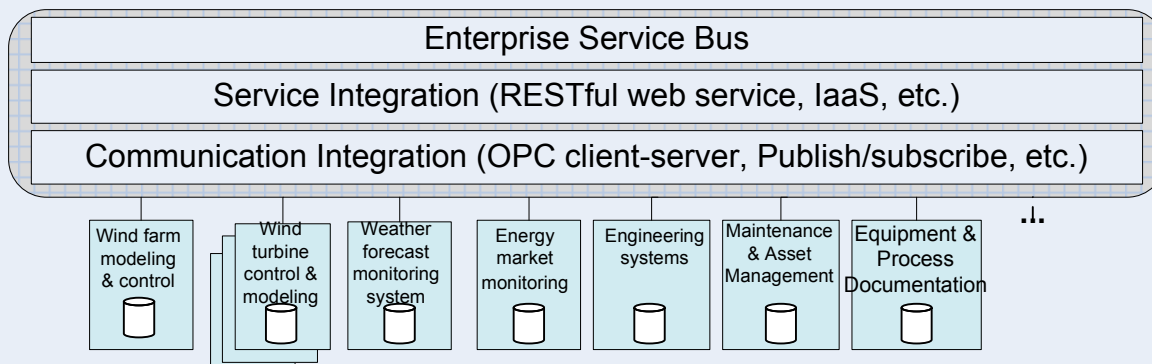 Enterprise Service Bus
Service Integration (RESTful web service, IaaS, etc.)
Communication Integration (OPC client-server, Publish/subscribe, etc.)
...
Wind farm
modeling
& control
Wind
turbine
control &
modeling
Weather
forecast
monitoring
system
Energy
market
monitoring
Engineering
systems
Maintenance
& Asset
Management
Equipment &
Process
Documentation